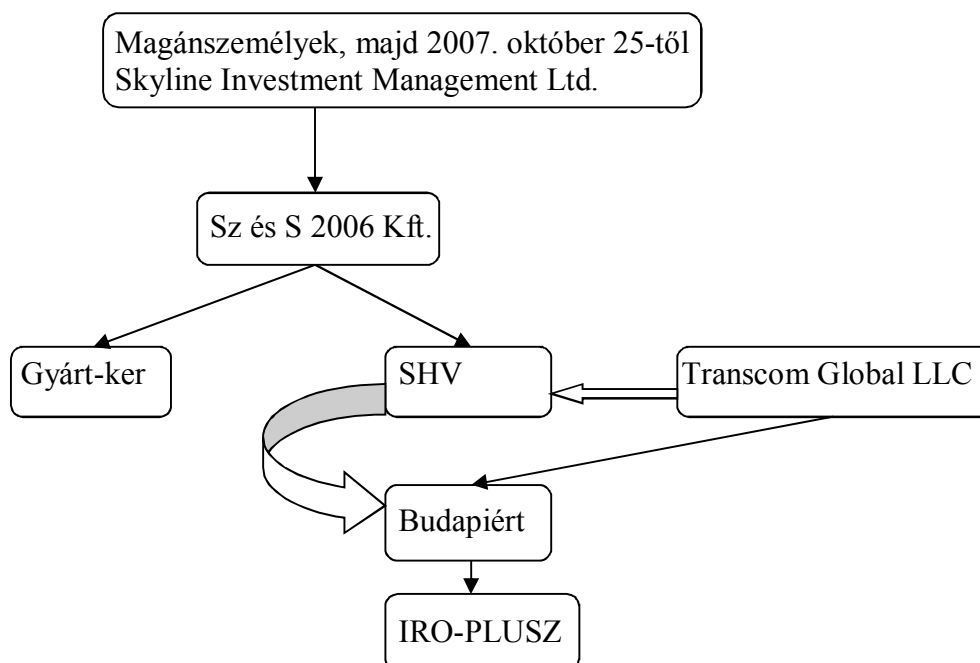 Magánszemélyek, majd 2007. október 25-től
Skyline Investment Management Ltd.
Sz és S 2006 Kft.
Gyárt-ker
SHV
Transcom Global LLC
Budapiért
IRO-PLUSZ